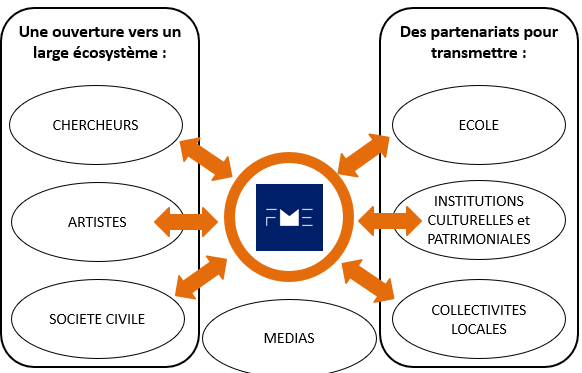 Une ouverture vers un
large écosystème :
CHERCHEURS
ARTISTES
SOCIETE CIVILE
FME
MEDIAS
Des partenariats pour
transmettre :
ECOLE
INSTITUTIONS
CULTURELLES et
PATRIMONIALES
COLLECTIVITES
LOCALES